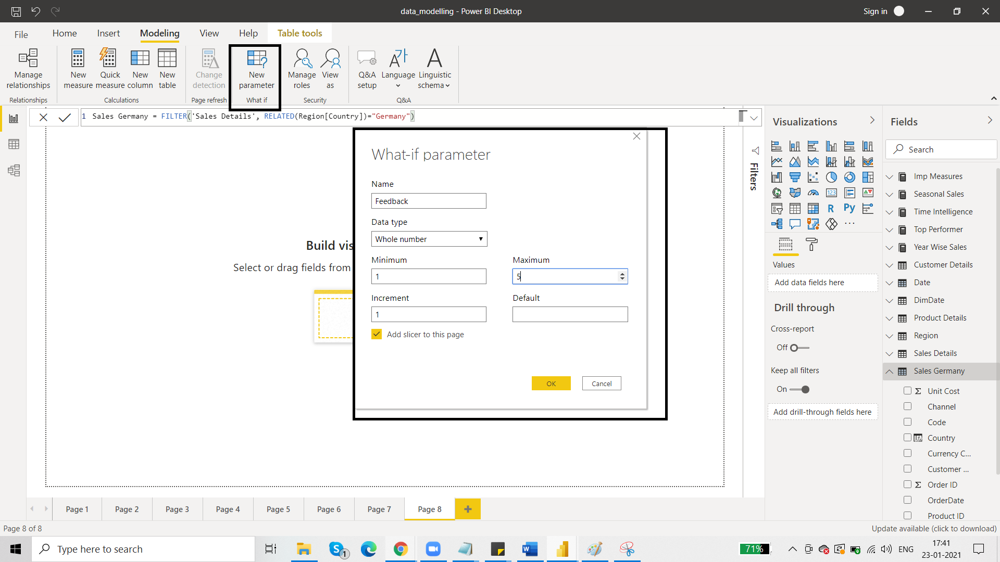 data_modelling - Power BI Desktop
Sign in
File
Home
Insert
Modeling
View
Help
Table tools
Manage relationships
Relationships
New measure
Quick measure
New column
New table
Calculations
Change detection
Page refresh
New parameter
What if
Manage roles
View as
Security
Q&A setup
Language
Linguistic schema
Q&A
1 Sales Germany = FILTER('Sales Details', RELATED(Region[Country])="Germany")
Build vis
Select or drag fields from
What-if parameter
Name
Feedback
Data type
Whole number
Minimum
Maximum
1
5
Increment
Default
1
Add slicer to this page
OK
Cancel
Filters
Visualizations
123
R
Py
Values
Add data fields here
Drill through
Cross-report
Off
Keep all filters
On
Add drill-through fields here
Fields
Search
Imp Measures
Seasonal Sales
Time Intelligence
Top Performer
Year Wise Sales
Customer Details
Date
DimDate
Product Details
Region
Sales Details
Sales Germany
Unit Cost
Channel
Code
Country
Currency C...
Customer ...
Order ID
OrderDate
Product ID
Page 1
Page 2
Page 3
Page 4
Page 5
Page 6
Page 7
Page 8
Page 8 of 8
Update available (click to download)
Type here to search
1
71%
ENG
17:41
23-01-2021